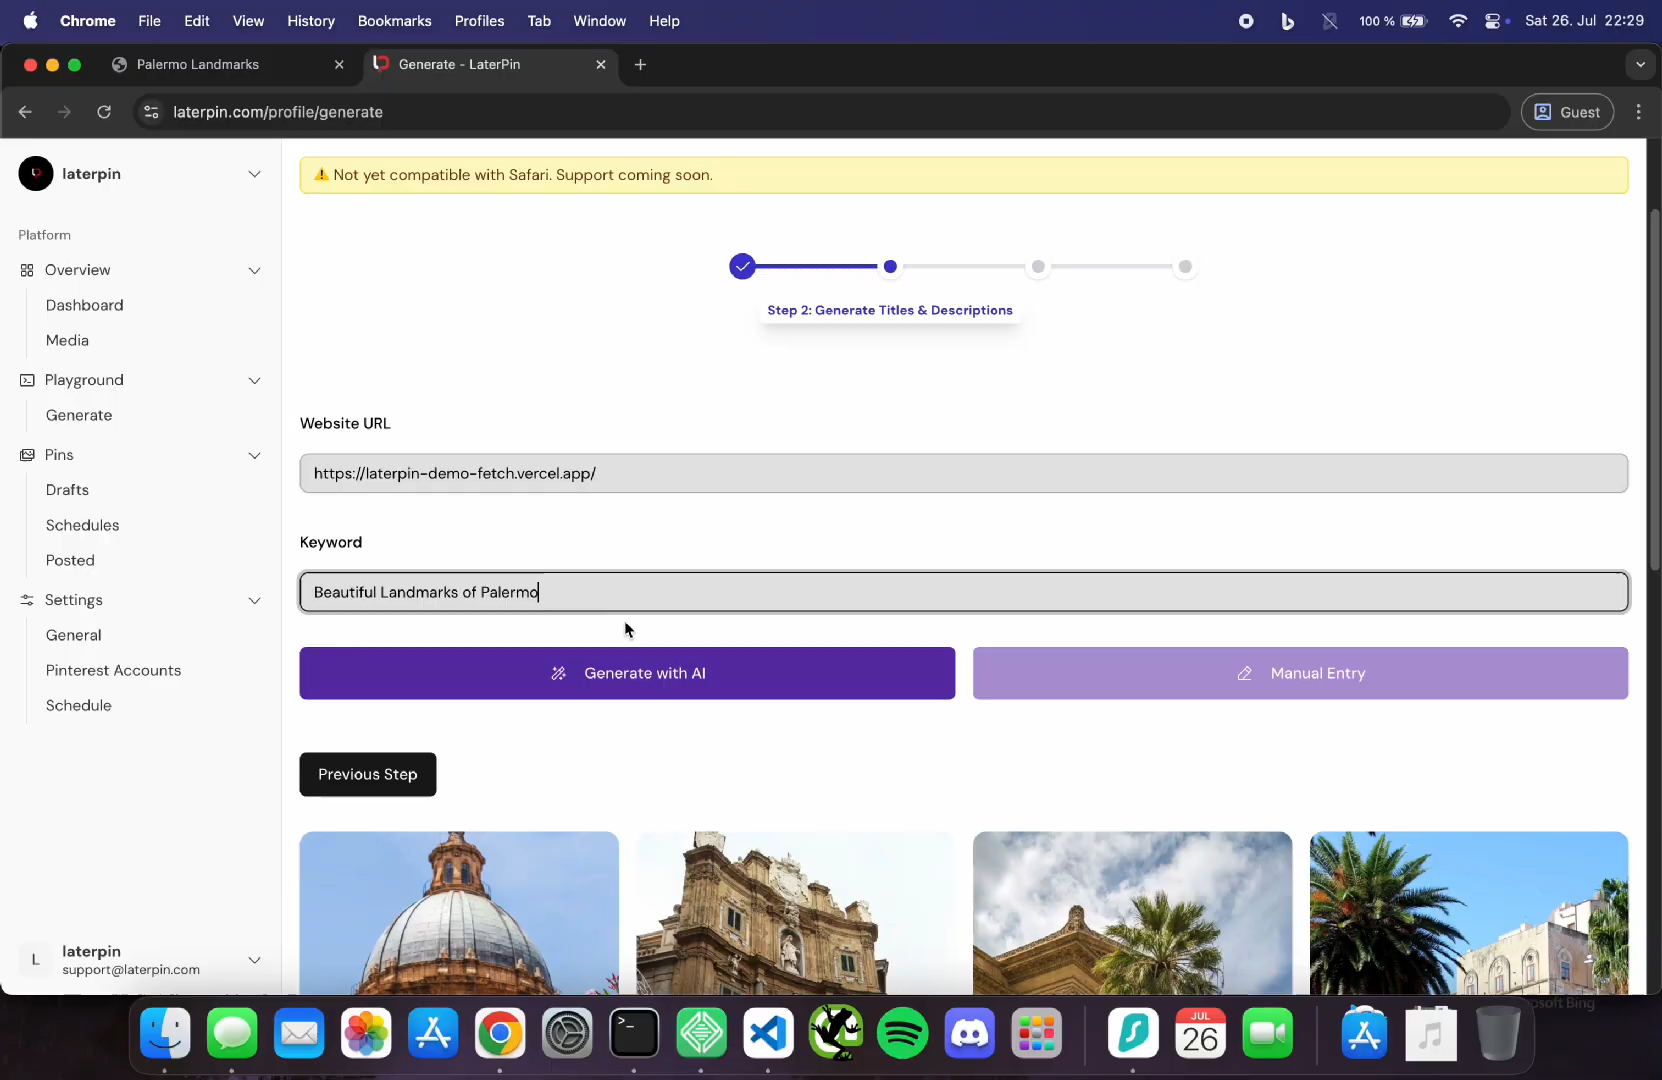 Chrome File Edit View History Bookmarks Profiles Tab Window Help 100 % Sat 26. Jul 22:29
Palermo Landmarks Generate - LaterPin
laterpin.com/profile/generate Guest
laterpin
⚠ Not yet compatible with Safari. Support coming soon.
Platform
Overview
Dashboard
Media
Playground
Generate
Pins
Drafts
Schedules
Posted
Settings
General
Pinterest Accounts
Schedule
L
laterpin
support@laterpin.com
Step 2: Generate Titles & Descriptions
Website URL
https://laterpin-demo-fetch.vercel.app/
Keyword
Beautiful Landmarks of Palermo
Generate with AI
Manual Entry
Previous Step
JUL
26